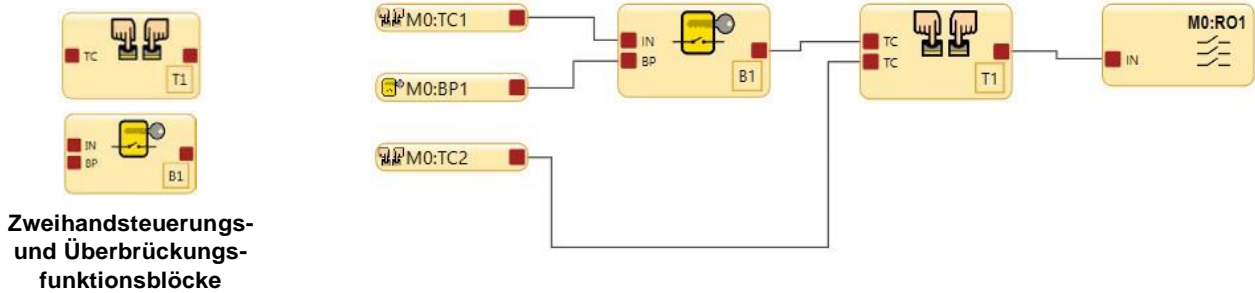 TC
T1
IN
BP
B1
Zweihandsteuerungs-
und Überbrückungs-
funktionsblöcke
M0:TC1
M0:BP1
M0:TC2
IN
BP
B1
TC
TC
T1
M0:RO1
IN